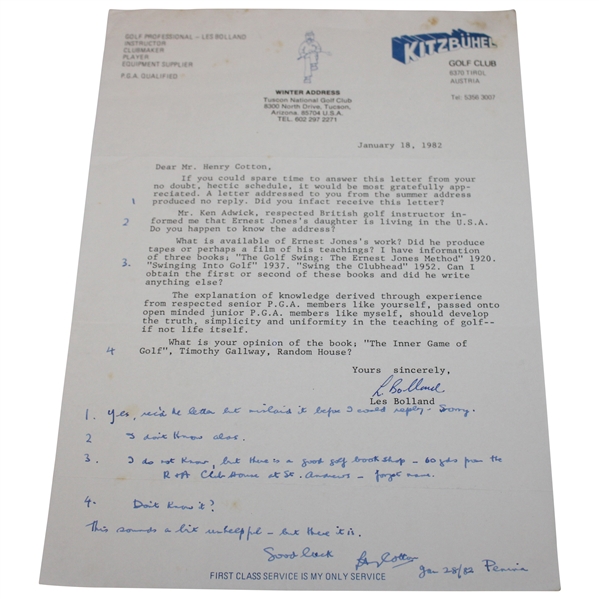 GOLF PROFESSIONAL - LES BOLLAND
INSTRUCTOR
CLUBMAKER
PLAYER
EQUIPMENT SUPPLIER
P.G.A. QUALIFIED
KITZBÜHEL
GOLF CLUB
6370 TIROL
AUSTRIA
Tel: 5356 3007
WINTER ADDRESS
Tuscon National Golf Club
8300 North Drive, Tucson,
Arizona. 85704 U.S.A.
TEL. 602 297 2271
January 18, 1982
Dear Mr. Henry Cotton,
If you could spare time to answer this letter from your
no doubt, hectic schedule, it would be most gratefully app-
reciated. A letter addressed to you from the summer address
1 produced no reply. Did you infact receive this letter?
Mr. Ken Adwick, respected British golf instructor in-
2 formed me that Ernest Jones's daughter is living in the U.S.A.
Do you happen to know the address?
What is available of Ernest Jones's work? Did he produce
tapes or perhaps a film of his teachings? I have information
of three books; "The Golf Swing: The Ernest Jones Method" 1920.
3. "Swinging Into Golf" 1937. "Swing the Clubhead" 1952. Can I
obtain the first or second of these books and did he write
anything else?
The explanation of knowledge derived through experience
from respected senior P.G.A. members like yourself, passed onto
open minded junior P.G.A. members like myself, should develop
the truth, simplicity and uniformity in the teaching of golf--
if not life itself.
What is your opinion of the book; "The Inner Game of
4 Golf", Timothy Gallway, Random House?
Yours sincerely,
L Bolland
Les Bolland
1. Yes, rec'd the letter but mislaid it before I could reply - Sorry.
2 I don't know alas.
3. I do not know, but there is a good golf book shop - 60 yds from the
R & A Club House at St. Andrews - forget name.
4. Don't know it?
This sounds a bit unhelpful - but there it is.
Good luck
Henry Cotton
Jan 28/82 Penina
FIRST CLASS SERVICE IS MY ONLY SERVICE